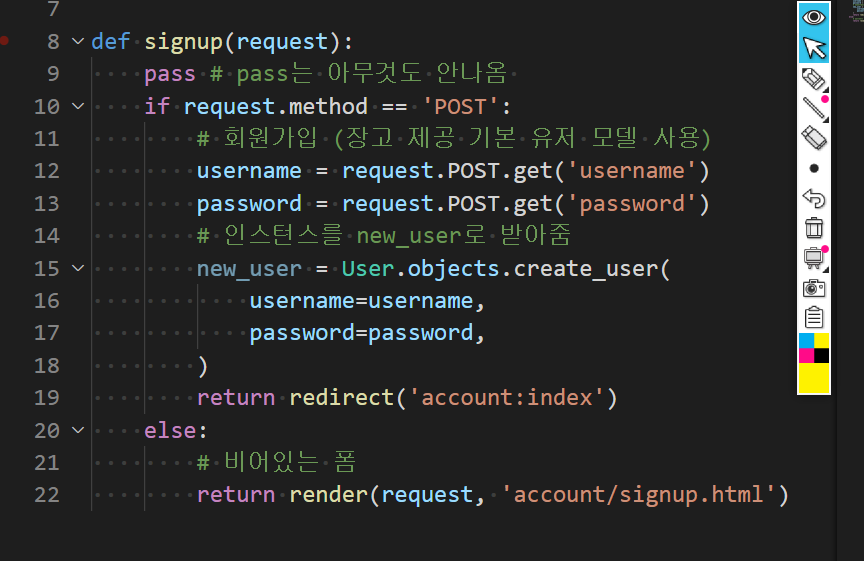 7
8 def signup(request):
9 pass # pass는 아무것도 안나옴
10 if request.method == 'POST':
11 # 회원가입 (장고 제공 기본 유저 모델 사용)
12 username = request.POST.get('username')
13 password = request.POST.get('password')
14 # 인스턴스를 new_user로 받아줌
15 new_user = User.objects.create_user(
16 username=username,
17 password=password,
18 )
19 return redirect('account:index')
20 else:
21 # 비어있는 폼
22 return render(request, 'account/signup.html')